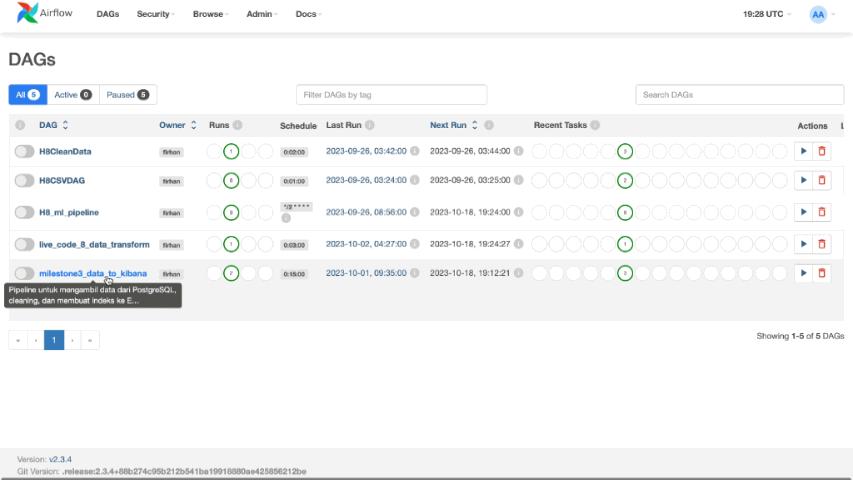 Airflow DAGs Security Browse Admin Docs 19:28 UTC AA
DAGs
All 5 Active 0 Paused 5 Filter DAGs by tag Search DAGs
DAG Owner Runs Schedule Last Run Next Run Recent Tasks Actions L
H8CleanData firhan 1 0:02:00 2023-09-26, 03:42:00 2023-09-26, 03:44:00 3
H8CSVDAG firhan 6 0:01:00 2023-09-26, 03:24:00 2023-09-26, 03:25:00 2
H8_ml_pipeline firhan */2 * * * * 2023-09-26, 08:56:00 2023-10-18, 19:24:00
live_code_8_data_transform firhan 1 0:03:00 2023-10-02, 04:27:00 2023-10-18, 19:24:27 1
milestone3_data_to_kibana firhan 2 0:15:00 2023-10-01, 09:35:00 2023-10-18, 19:12:21 3
Pipeline untuk mengambil data dari PostgreSQL,
cleaning, dan membuat indeks ke E...
« ‹ 1 › »
Showing 1-5 of 5 DAGs
Version: v2.3.4
Git Version: .release:2.3.4+88b274c95b212b541ba19918880ae425856212be